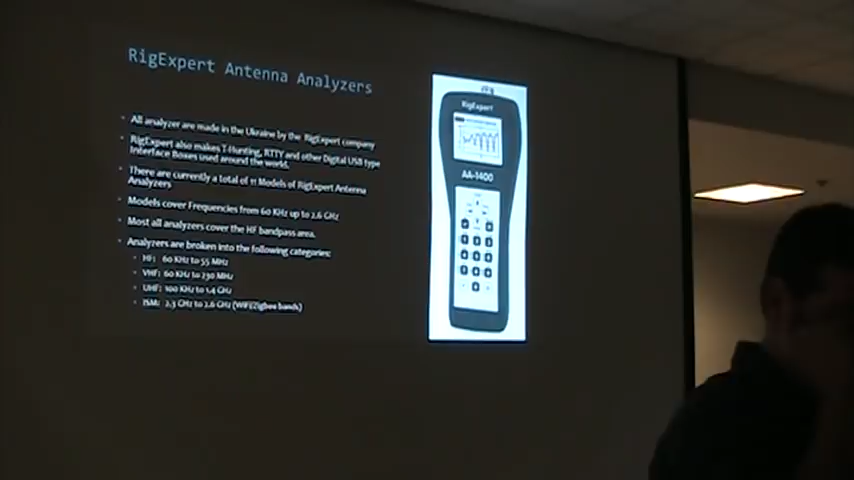 RigExpert Antenna Analyzers
All analyzer are made in the Ukraine by the RigExpert company
RigExpert also makes T-Hunting, RTTY and other Digital USB type
Interface Boxes used around the world.
There are currently a total of 11 Models of RigExpert Antenna
Analyzers
Models cover Frequencies from 60 KHz up to 2.6 GHz
Most all analyzers cover the HF bandpass area.
Analyzers are broken into the following categories:
HF: 60 KHz to 55 MHz
VHF: 60 KHz to 230 MHz
UHF: 100 KHz to 1.4 GHz
ISM: 2.3 GHz to 2.6 GHz (WiFi/Zigbee bands)
RigExpert
AA-1400